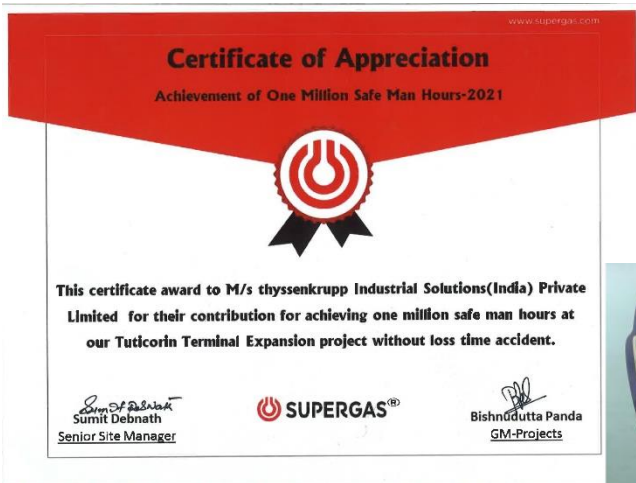 www.supergas.com
Certificate of Appreciation
Achievement of One Million Safe Man Hours-2021
This certificate award to M/s thyssenkrupp Industrial Solutions(India) Private
Limited for their contribution for achieving one million safe man hours at
our Tuticorin Terminal Expansion project without loss time accident.
Sumit Debnath
Sumit Debnath
Senior Site Manager
SUPERGAS®
Bishnudutta Panda
GM-Projects